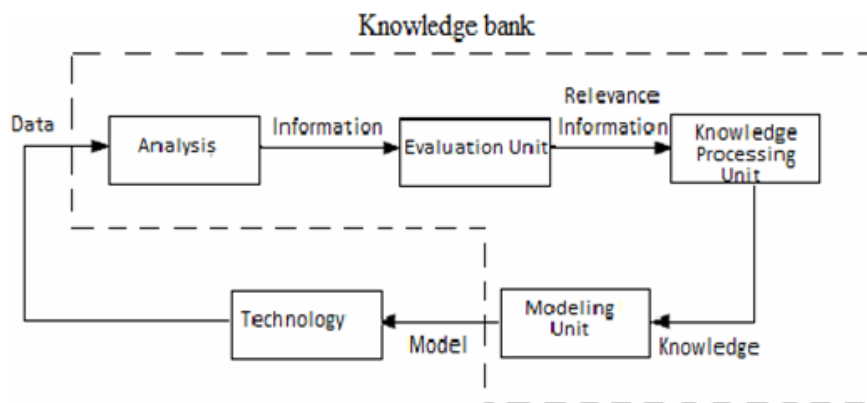 Knowledge bank
Data
Analysis
Information
Evaluation Unit
Relevance
Information
Knowledge
Processing
Unit
Technology
Model
Modeling
Unit
Knowledge